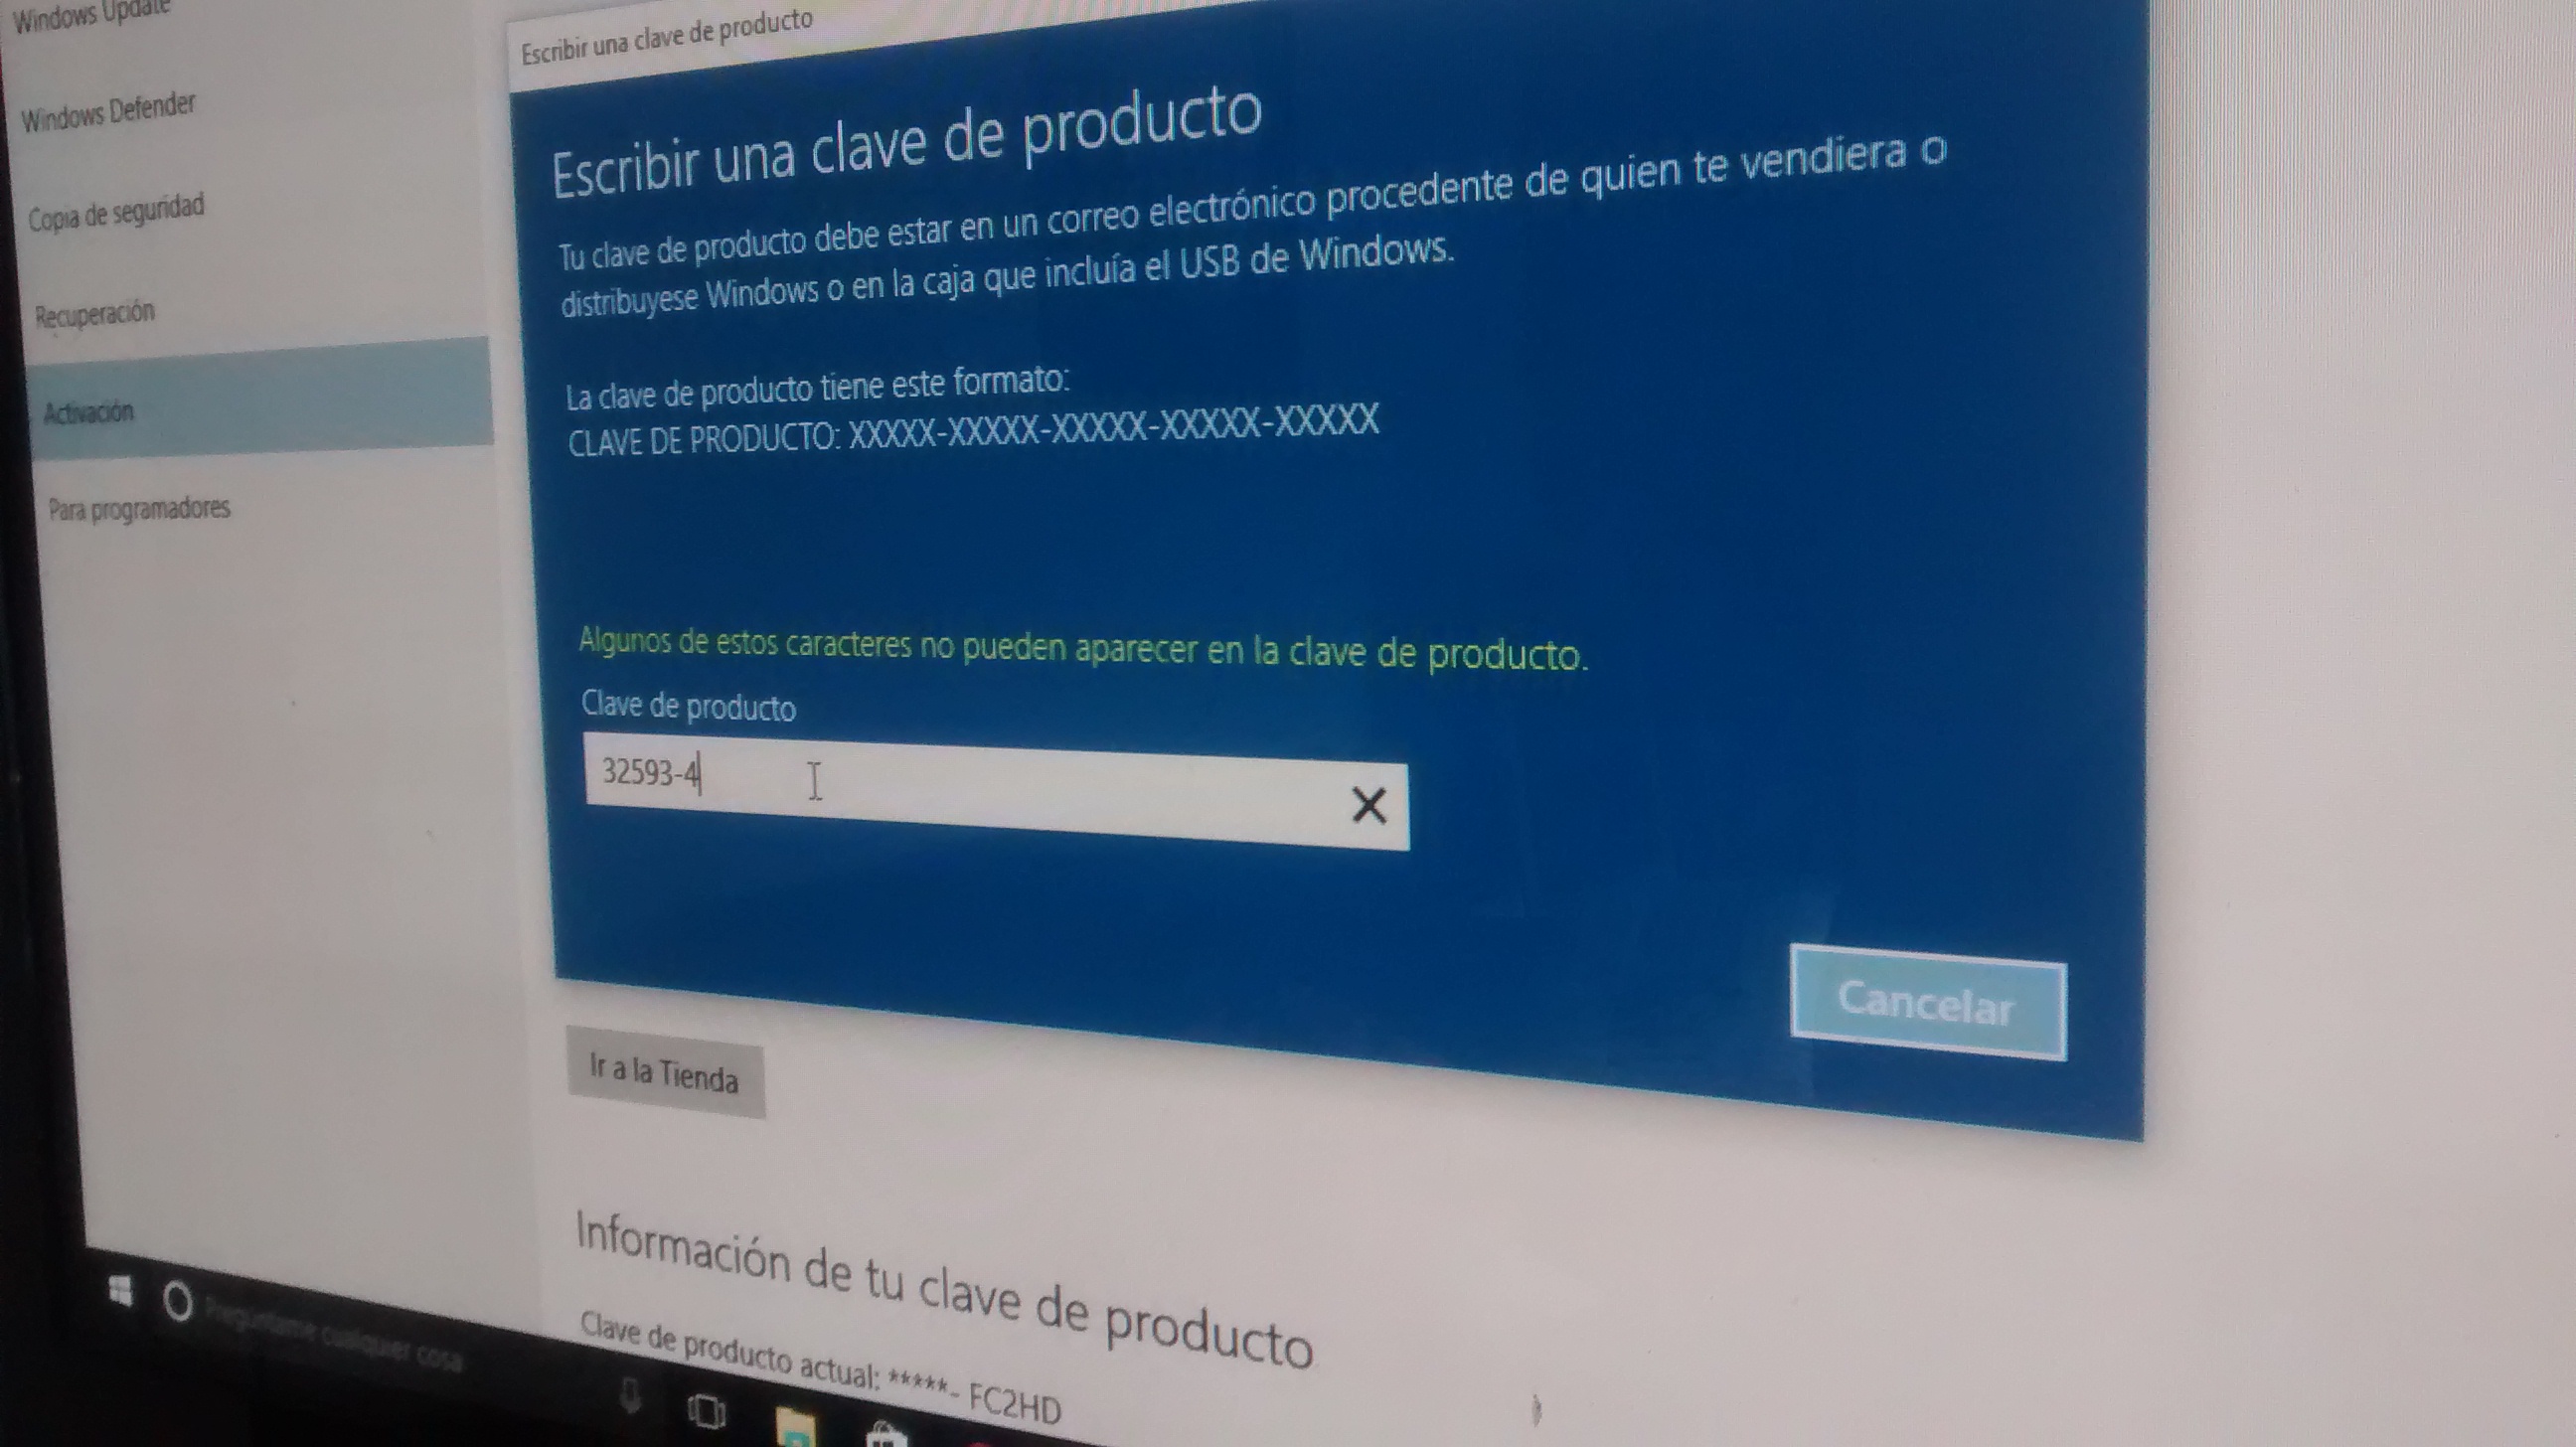 Windows Update
Windows Defender
Copia de seguridad
Recuperación
Activación
Para programadores
Escribir una clave de producto
Escribir una clave de producto
Tu clave de producto debe estar en un correo electrónico procedente de quien te vendiera o
distribuyese Windows o en la caja que incluía el USB de Windows.
La clave de producto tiene este formato:
CLAVE DE PRODUCTO: XXXXX-XXXXX-XXXXX-XXXXX-XXXXX
Algunos de estos caracteres no pueden aparecer en la clave de producto.
Clave de producto
32593-4
Cancelar
Ir a la Tienda
Información de tu clave de producto
Clave de producto actual: *****- FC2HD
Pregúntame cualquier cosa